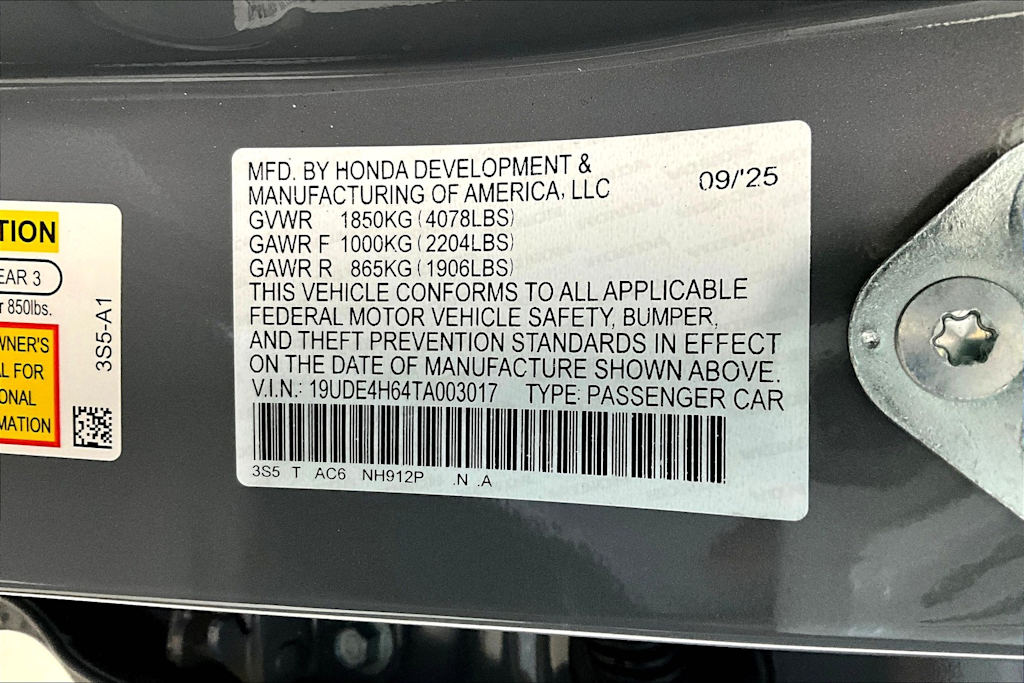 TION
EAR 3
r 850lbs.
WNER'S
AL FOR
ONAL
MATION
3S5-A1
MFD. BY HONDA DEVELOPMENT &
MANUFACTURING OF AMERICA, LLC
09/'25
GVWR 1850KG (4078LBS)
GAWR F 1000KG (2204LBS)
GAWR R 865KG (1906LBS)
THIS VEHICLE CONFORMS TO ALL APPLICABLE
FEDERAL MOTOR VEHICLE SAFETY, BUMPER,
AND THEFT PREVENTION STANDARDS IN EFFECT
ON THE DATE OF MANUFACTURE SHOWN ABOVE.
V.I.N.: 19UDE4H64TA003017 TYPE: PASSENGER CAR
3S5 T AC6 NH912P .N .A